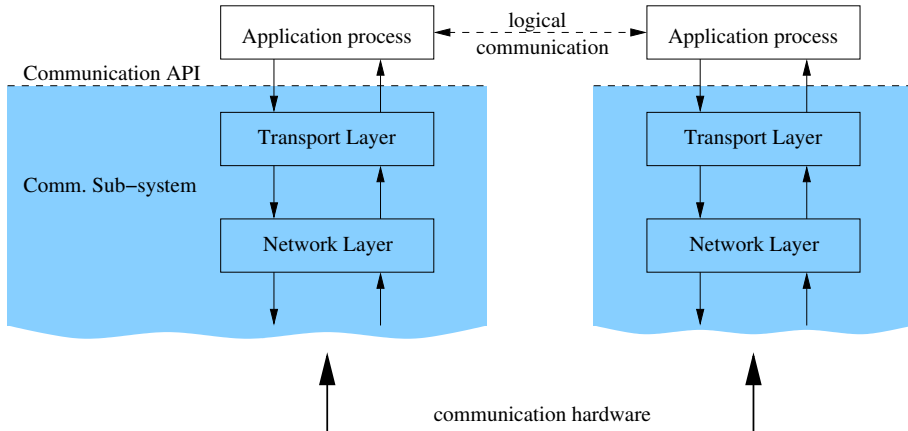 Application process
logical
communication
Application process
Communication API
Transport Layer
Transport Layer
Comm. Sub−system
Network Layer
Network Layer
communication hardware